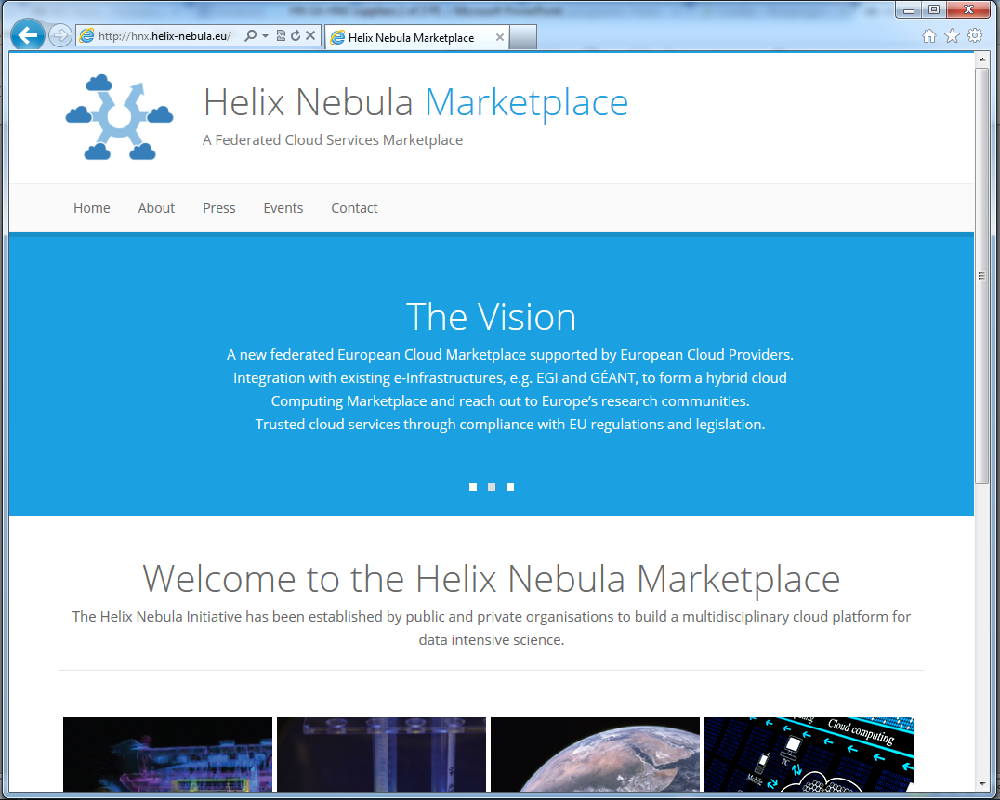 http://hnx.helix-nebula.eu/
Helix Nebula Marketplace
Helix Nebula Marketplace
A Federated Cloud Services Marketplace
Home About Press Events Contact
The Vision
A new federated European Cloud Marketplace supported by European Cloud Providers.
Integration with existing e-Infrastructures, e.g. EGI and GÉANT, to form a hybrid cloud
Computing Marketplace and reach out to Europe’s research communities.
Trusted cloud services through compliance with EU regulations and legislation.
Welcome to the Helix Nebula Marketplace
The Helix Nebula Initiative has been established by public and private organisations to build a multidisciplinary cloud platform for
data intensive science.
Cloud computing
PC
Mobile